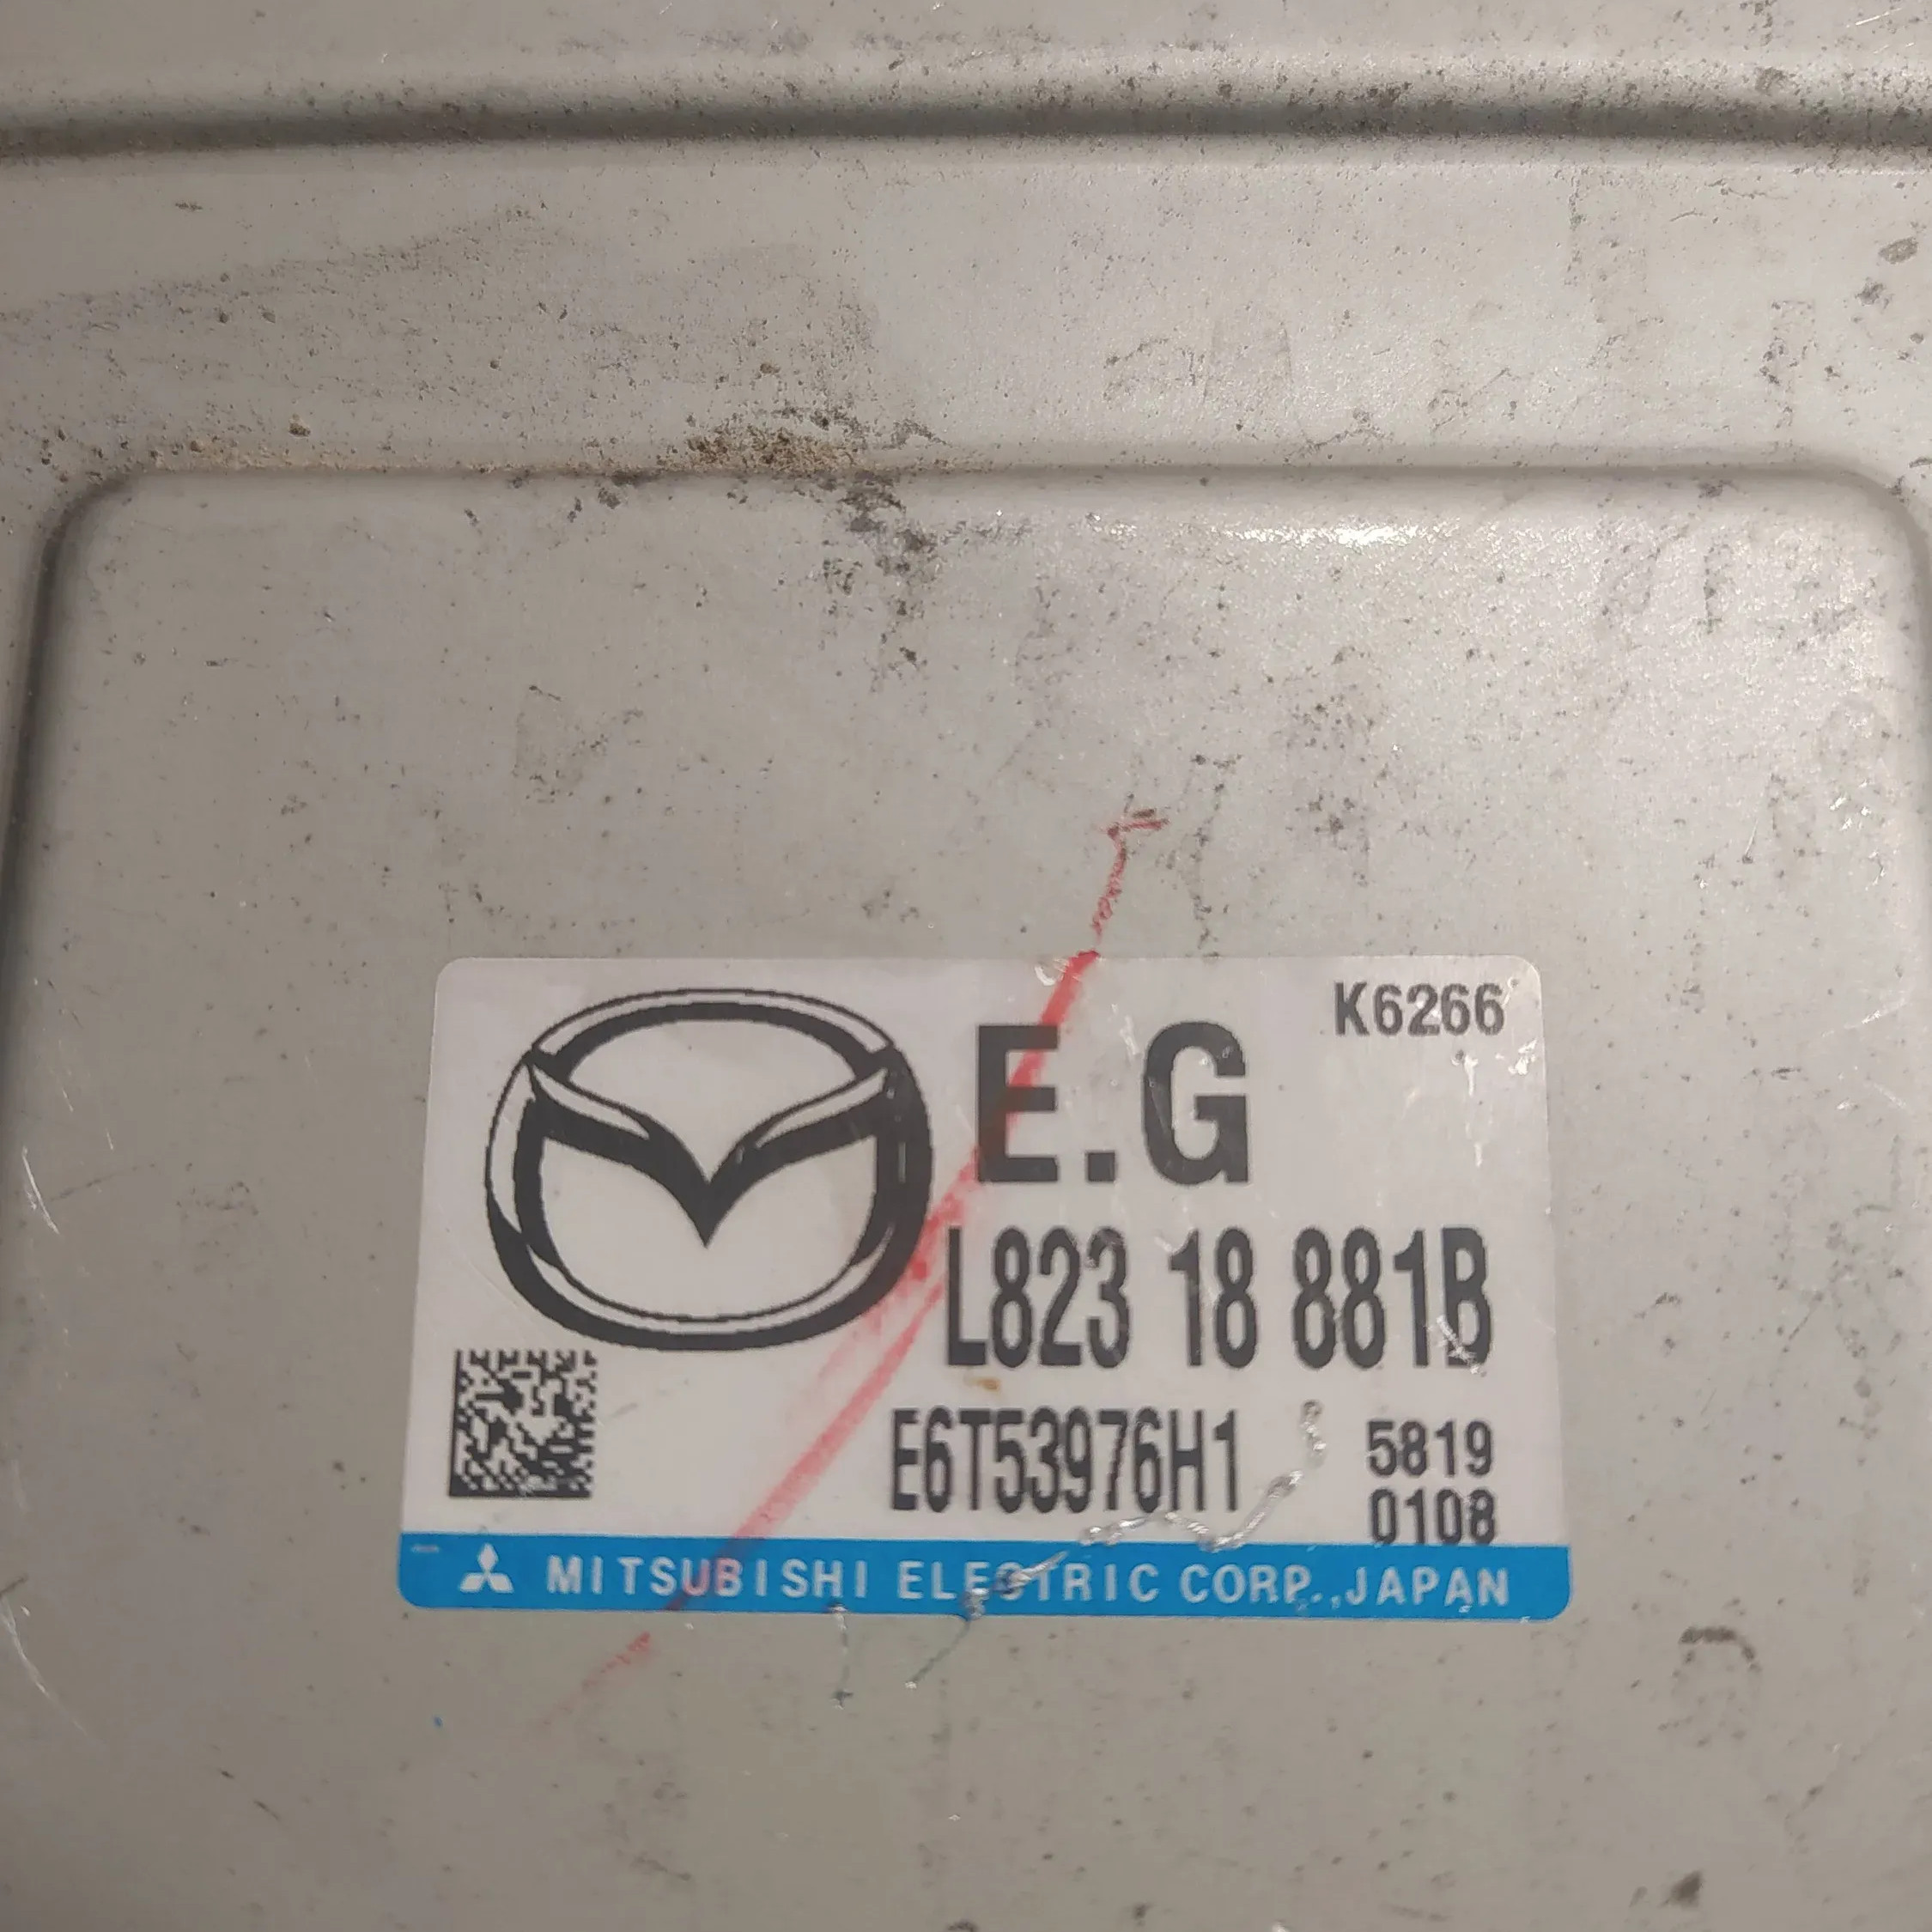 K6266
E.G
L823 18 881B
E6T53976H1 5819
0108
MITSUBISHI ELECTRIC CORP.,JAPAN